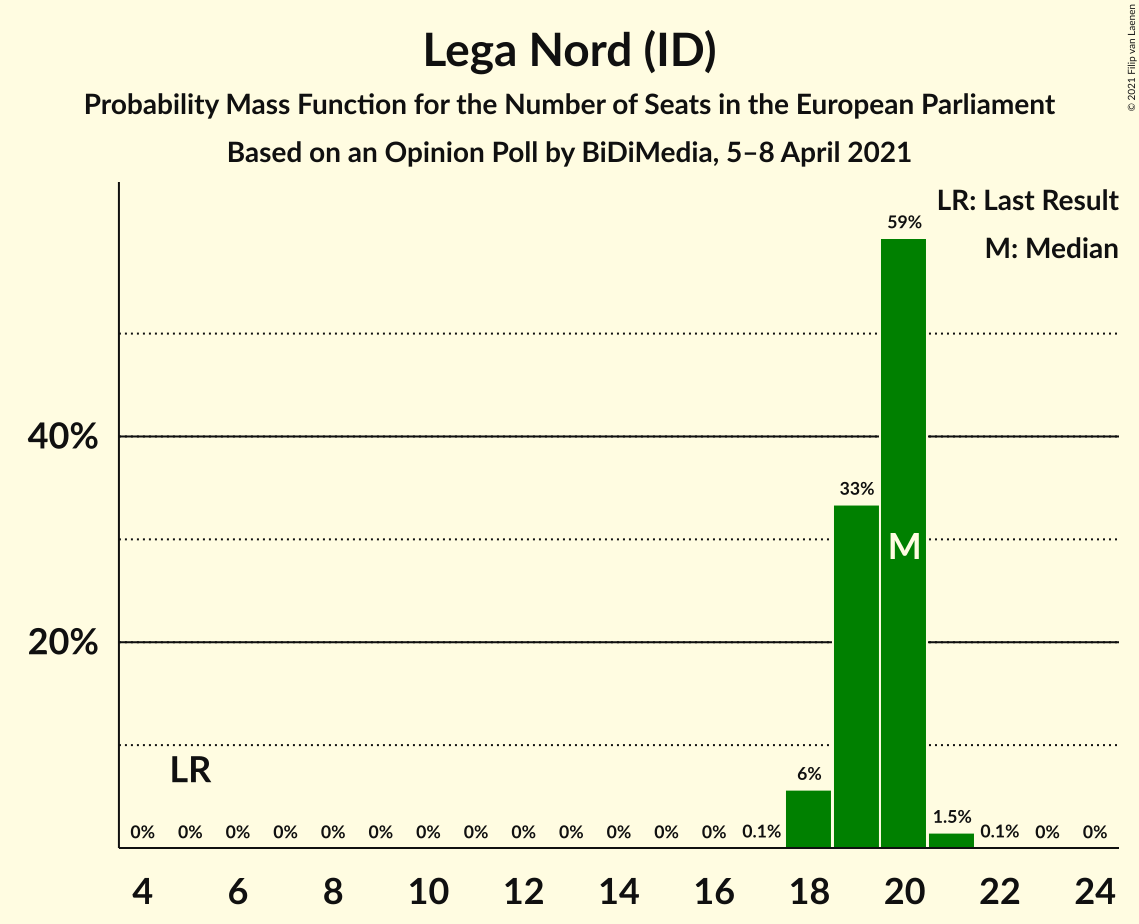 Lega Nord (ID)
Probability Mass Function for the Number of Seats in the European Parliament
Based on an Opinion Poll by BiDiMedia, 5–8 April 2021
© 2021 Filip van Laenen
LR: Last Result
M: Median
59%
40%
33%
M
20%
LR
6%
1.5%
0% 0% 0% 0% 0% 0% 0% 0% 0% 0% 0% 0% 0% 0.1% 0.1% 0% 0%
4 6 8 10 12 14 16 18 20 22 24